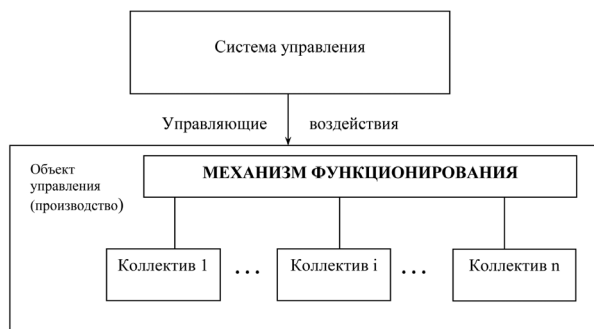 Система управления
Управляющие воздействия
Объект
управления
(производство)
МЕХАНИЗМ ФУНКЦИОНИРОВАНИЯ
Коллектив 1 ... Коллектив i ... Коллектив n